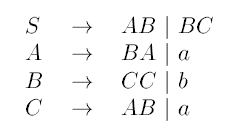 S → AB | BC
A → BA | a
B → CC | b
C → AB | a